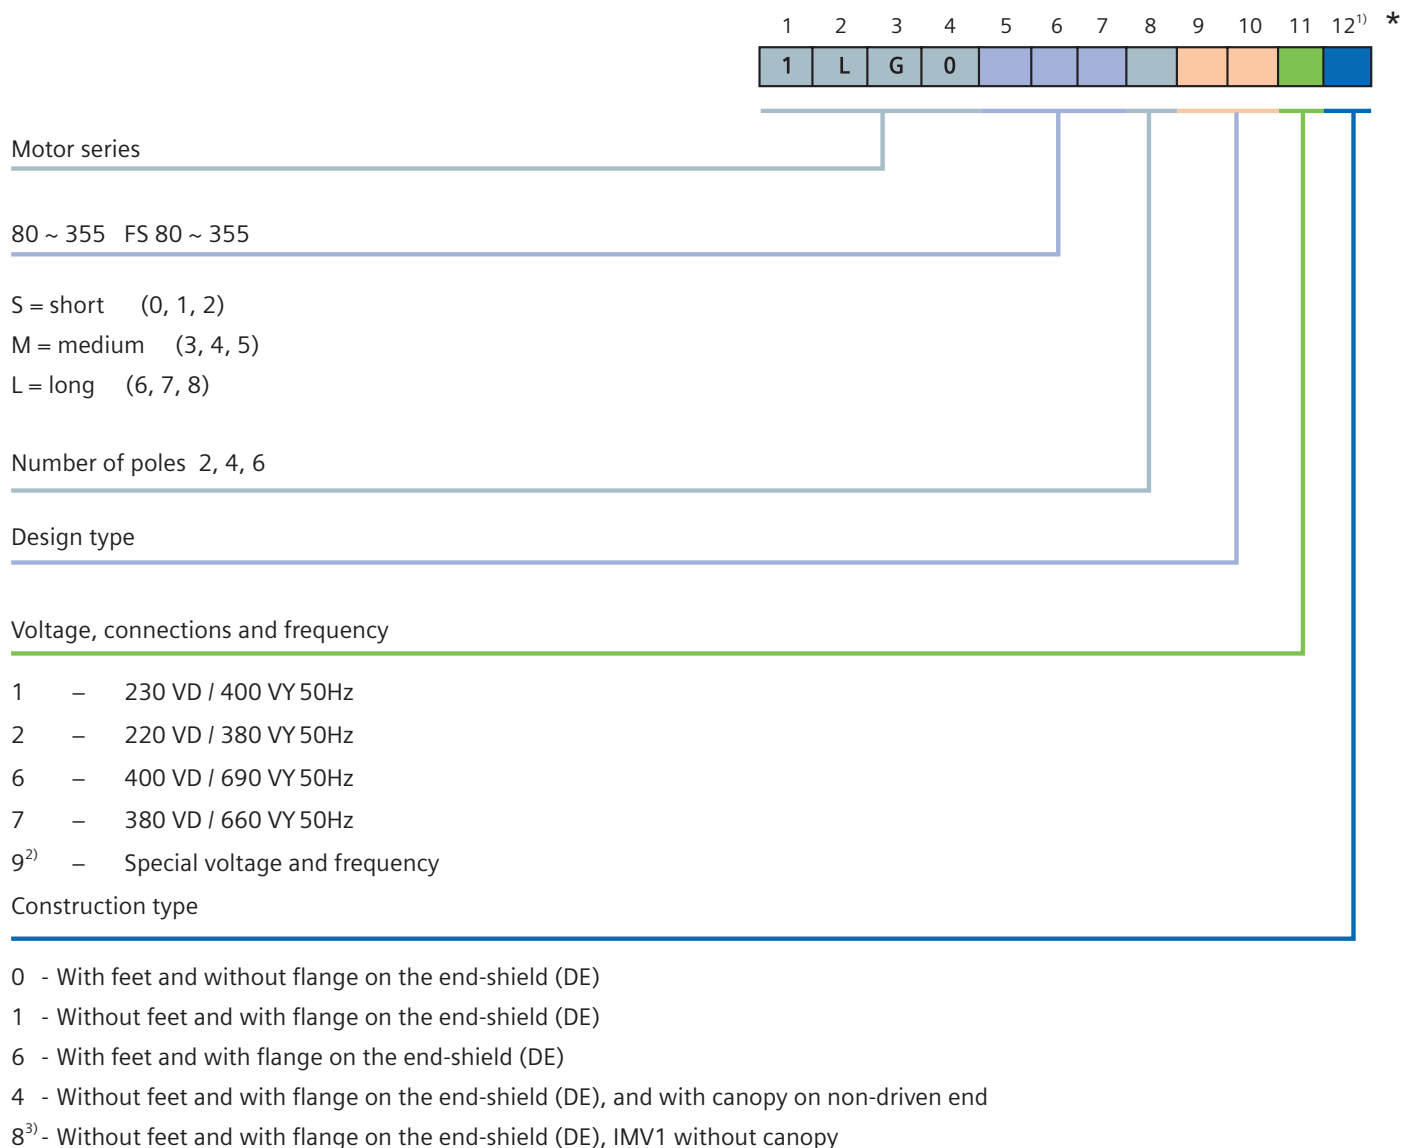 1 2 3 4 5 6 7 8 9 10 11 12¹⁾ *
1 L G 0
Motor series
80 ~ 355 FS 80 ~ 355
S = short (0, 1, 2)
M = medium (3, 4, 5)
L = long (6, 7, 8)
Number of poles 2, 4, 6
Design type
Voltage, connections and frequency
1 – 230 VD / 400 VY 50Hz
2 – 220 VD / 380 VY 50Hz
6 – 400 VD / 690 VY 50Hz
7 – 380 VD / 660 VY 50Hz
9²⁾ – Special voltage and frequency
Construction type
0 - With feet and without flange on the end-shield (DE)
1 - Without feet and with flange on the end-shield (DE)
6 - With feet and with flange on the end-shield (DE)
4 - Without feet and with flange on the end-shield (DE), and with canopy on non-driven end
8³⁾ - Without feet and with flange on the end-shield (DE), IMV1 without canopy